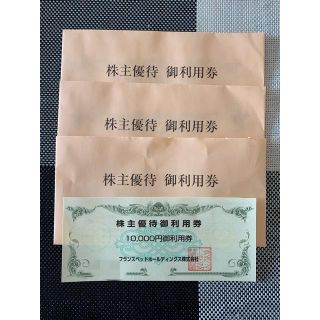 株主優待 御利用券
株主優待 御利用券
株主優待 御利用券
株主優待御利用券
10,000円御利用券
フランスベッドホールディングス株式会社